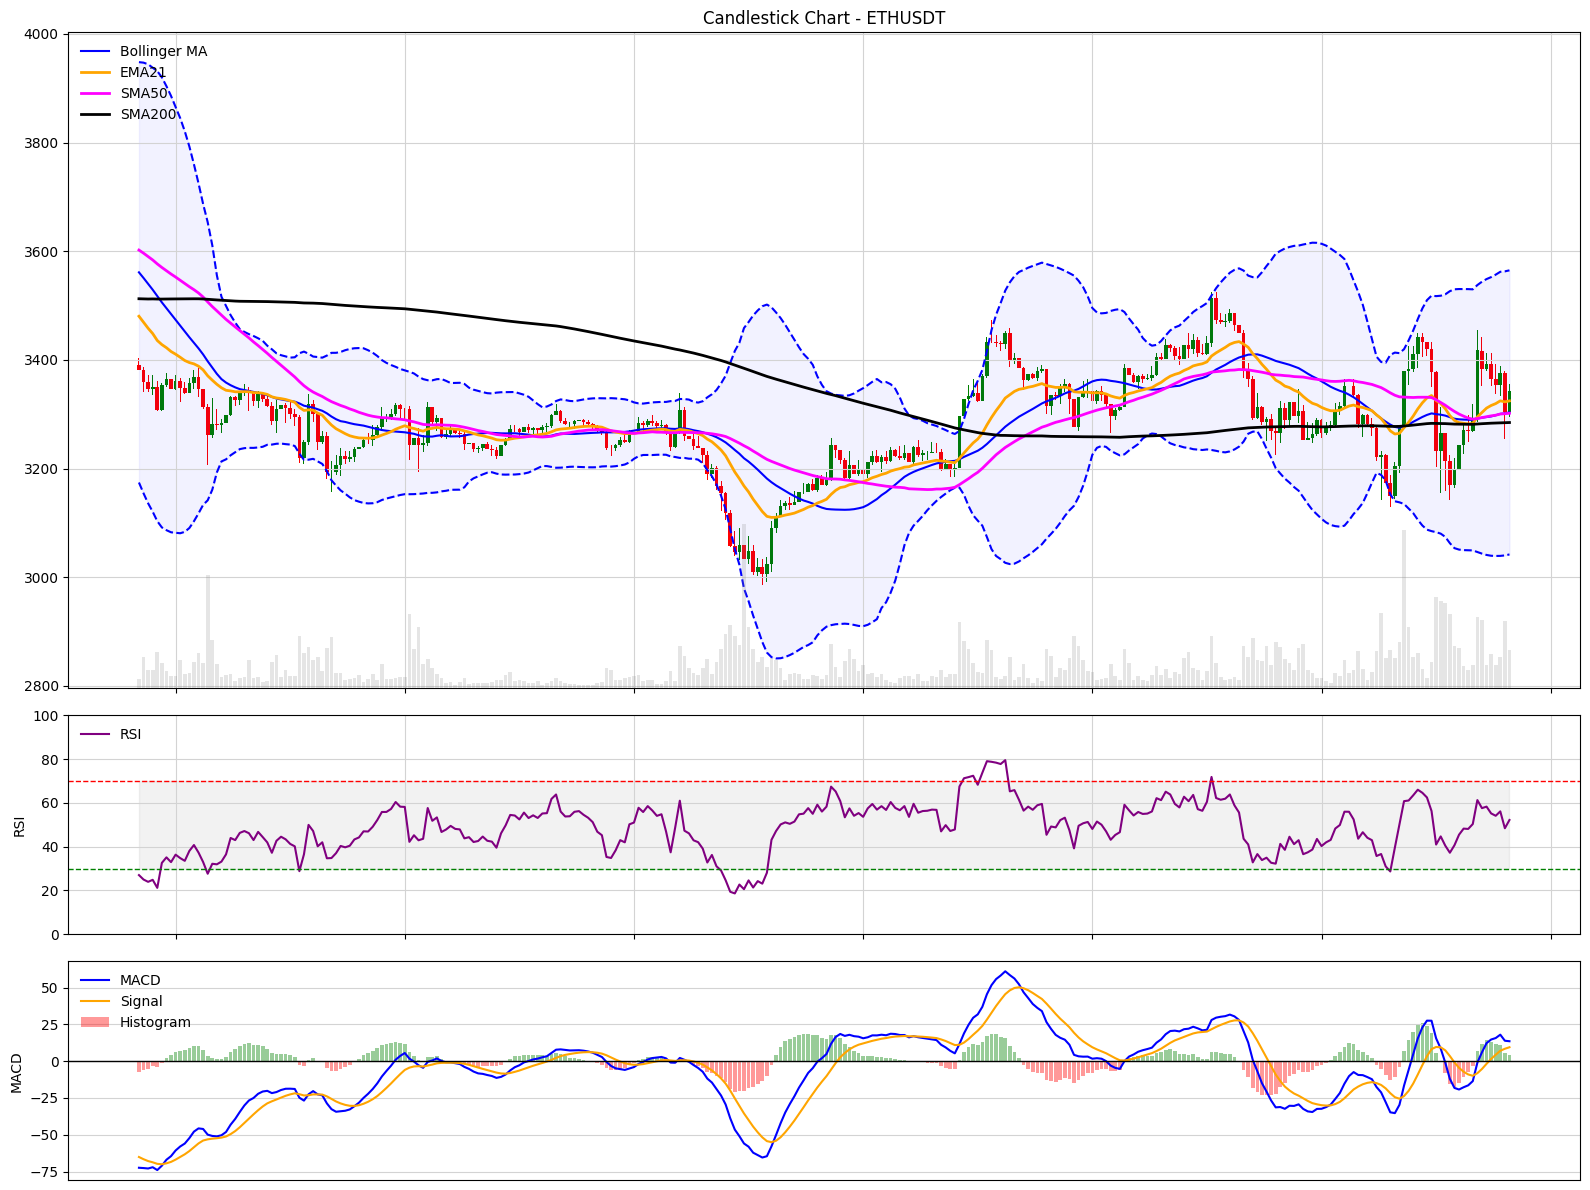 Candlestick Chart - ETHUSDT
4000
3800
3600
3400
3200
3000
2800
Bollinger MA
EMA21
SMA50
SMA200
100
80
60
40
20
0
RSI
RSI
50
25
0
−25
−50
−75
MACD
MACD
Signal
Histogram